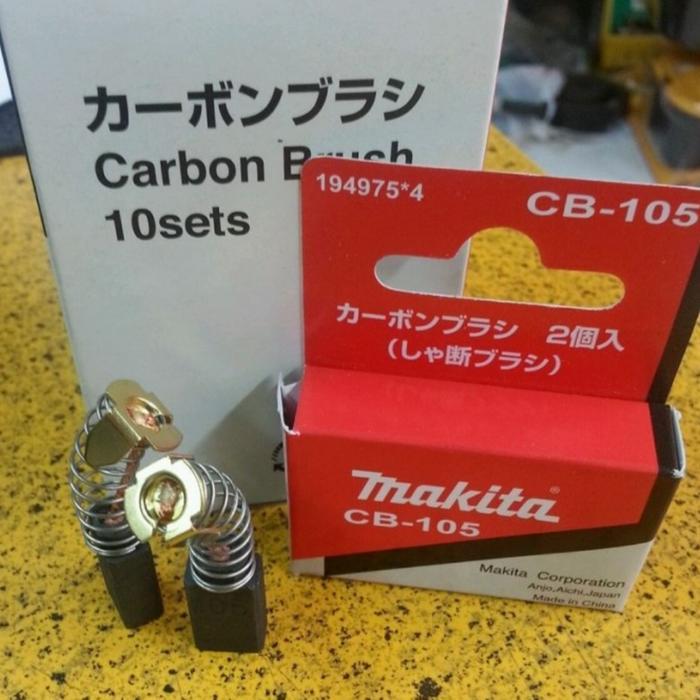 カーボンブラシ
Carbon Brush
10sets
194975*4
CB-105
カーボンブラシ 2個入
(しゃ断ブラシ)
makita®
CB-105
Makita Corporation
Anjo,Aichi,Japan
Made in China